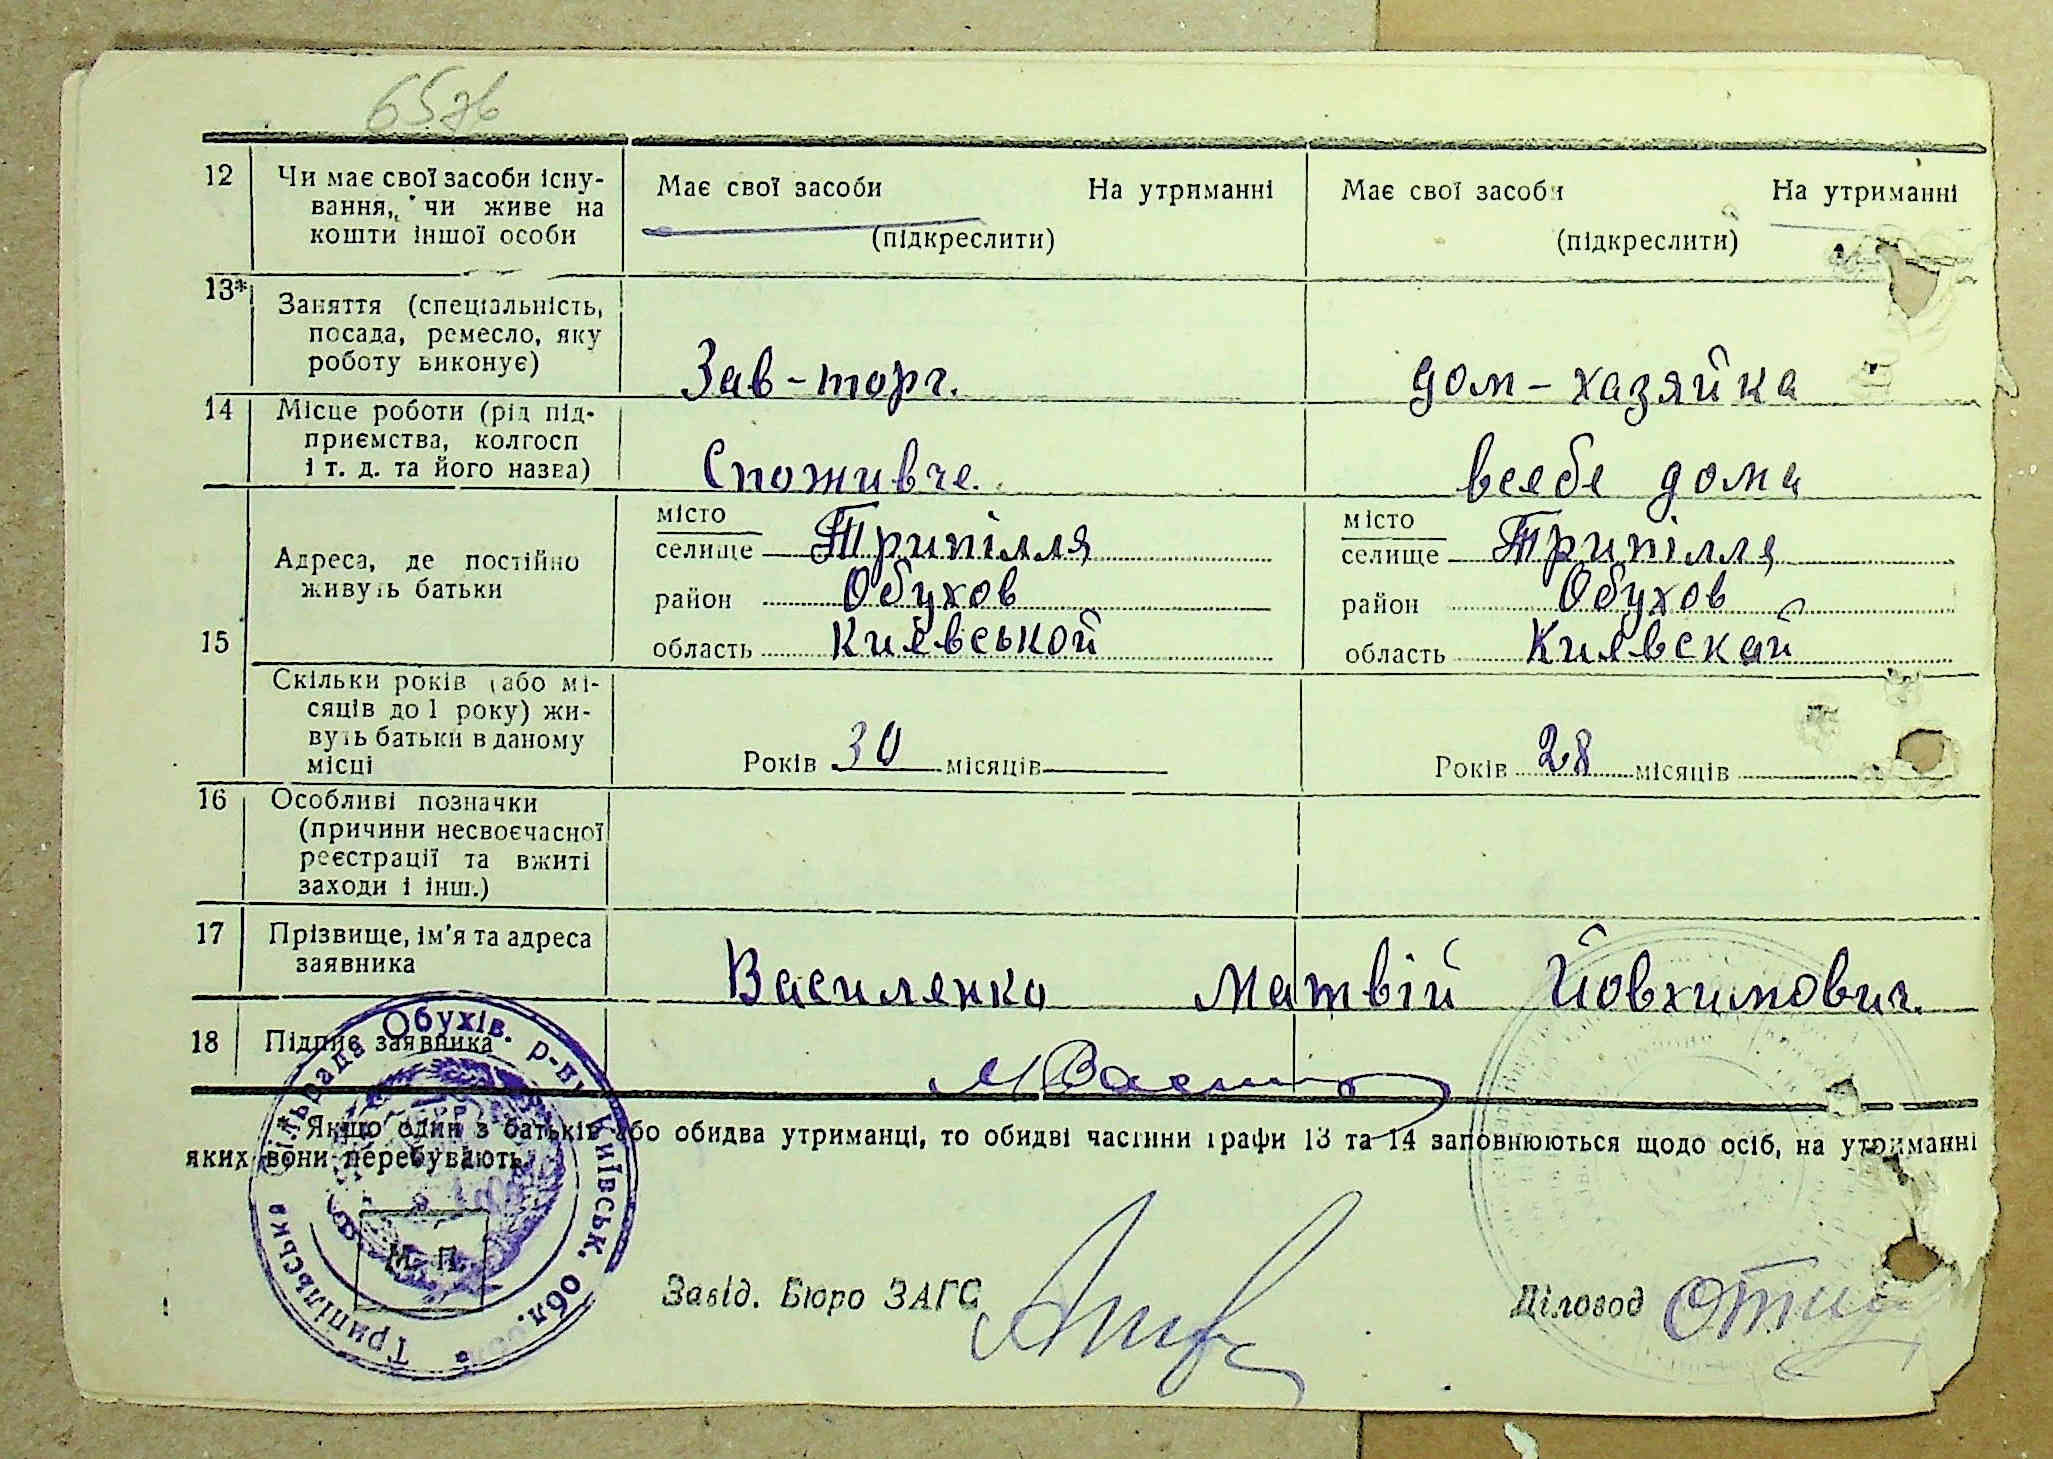 65зв
12 Чи має свої засоби існу-
вання, чи живе на
кошти іншої особи
Має свої засоби На утриманні
(підкреслити)
Має свої засоби На утриманні
(підкреслити)
13* Заняття (спеціальність,
посада, ремесло, яку
роботу виконує)
Зав-торг.
дом-хазяйка
14 Місце роботи (рід під-
приємства, колгосп
і т. д. та його назва)
Споживче.
всебе дома
15
Адреса, де постійно
живуть батьки
місто
селище Трипілля
район Обухов
область Киевськой
місто
селище Трипілля
район Обухов
область Киевской
Скільки років (або мі-
сяців до 1 року) жи-
вуть батьки в даному
місці
Років 30 місяців
Років 28 місяців
16 Особливі позначки
(причини несвоєчасної
реєстрації та вжиті
заходи і інш.)
17 Прізвище, ім'я та адреса
заявника
Василенко Матвій Йовхимович.
18 Підпис заявника
* Якщо один з батьків або обидва утриманці, то обидві частини графи 13 та 14 заповнюються щодо осіб, на утриманні
яких вони перебувають.
Трипільська сільрада Обухів. р-ну Київськ. обл.
М. П.
Завід. Бюро ЗАГС
Діловод